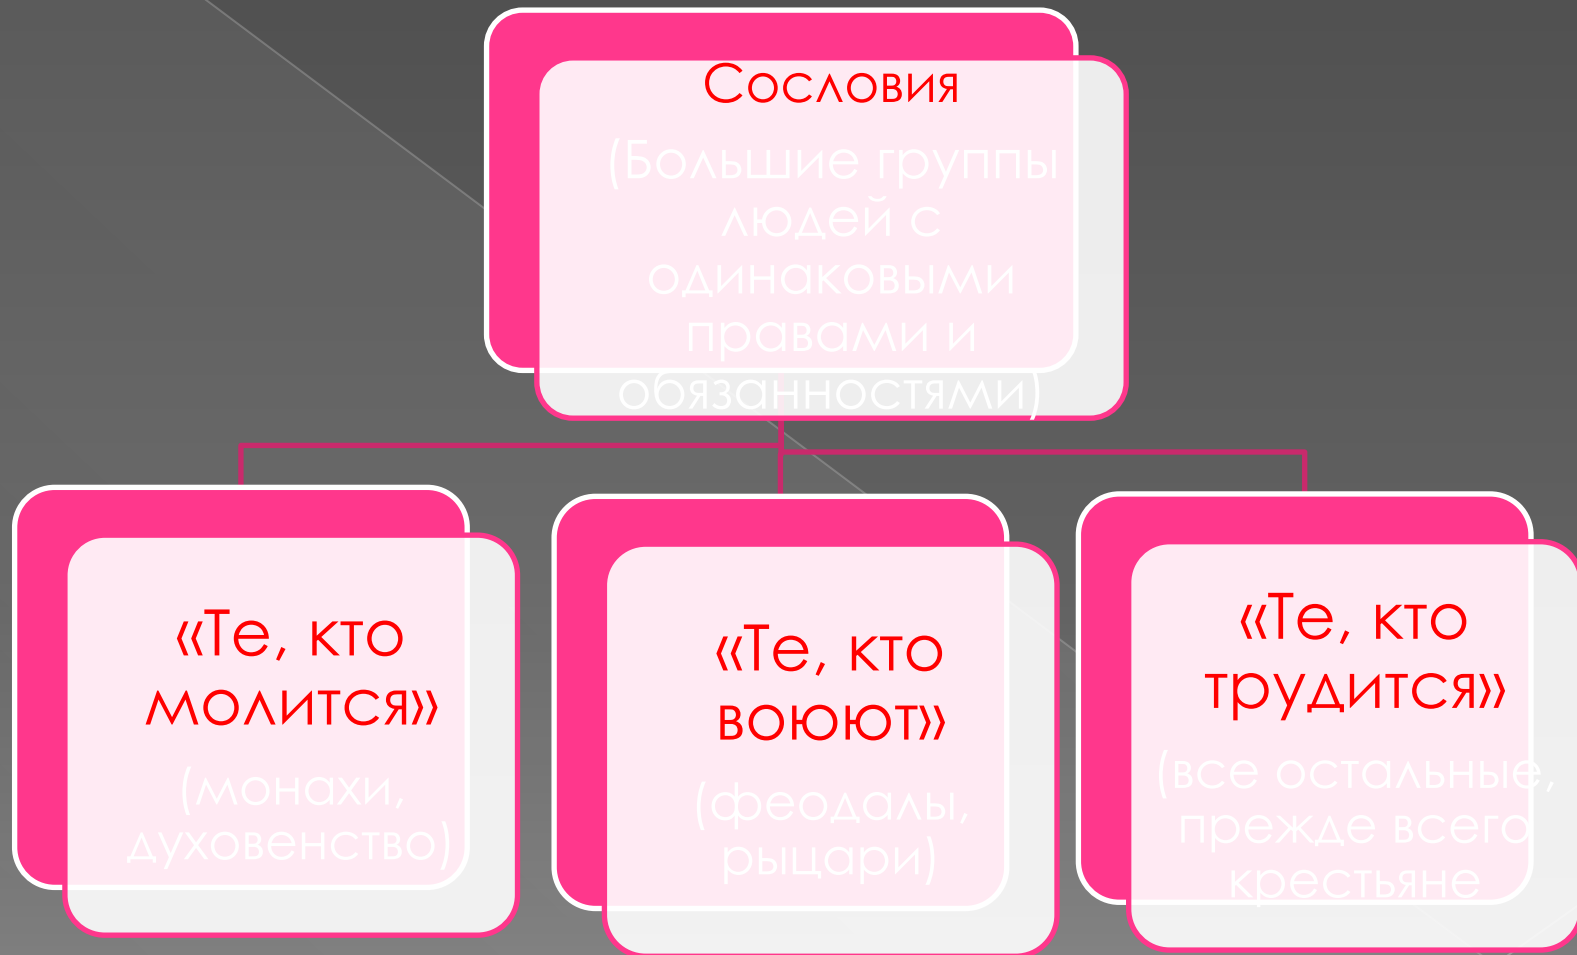 Сословия
(Большие группы
людей с
одинаковыми
правами и
обязанностями)
«Те, кто
молится»
(монахи,
духовенство)
«Те, кто
воюют»
(феодалы,
рыцари)
«Те, кто
трудится»
(все остальные,
прежде всего
крестьяне